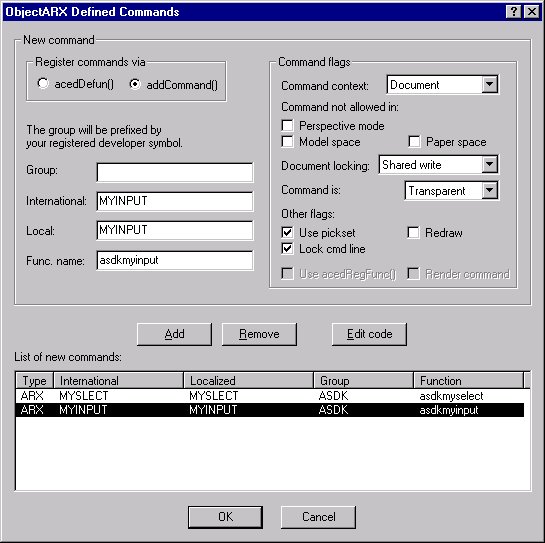 ObjectARX Defined Commands
New command
Register commands via
acedDefun()
addCommand()
The group will be prefixed by
your registered developer symbol.
Group:
International: MYINPUT
Local: MYINPUT
Func. name: asdkmyinput
Command flags
Command context: Document
Command not allowed in:
Perspective mode
Model space
Paper space
Document locking: Shared write
Command is: Transparent
Other flags:
Use pickset
Redraw
Lock cmd line
Use acedRegFunc()
Render command
Add
Remove
Edit code
List of new commands:
Type International Localized Group Function
ARX MYSLECT MYSLECT ASDK asdkmyselect
ARX MYINPUT MYINPUT ASDK asdkmyinput
OK
Cancel